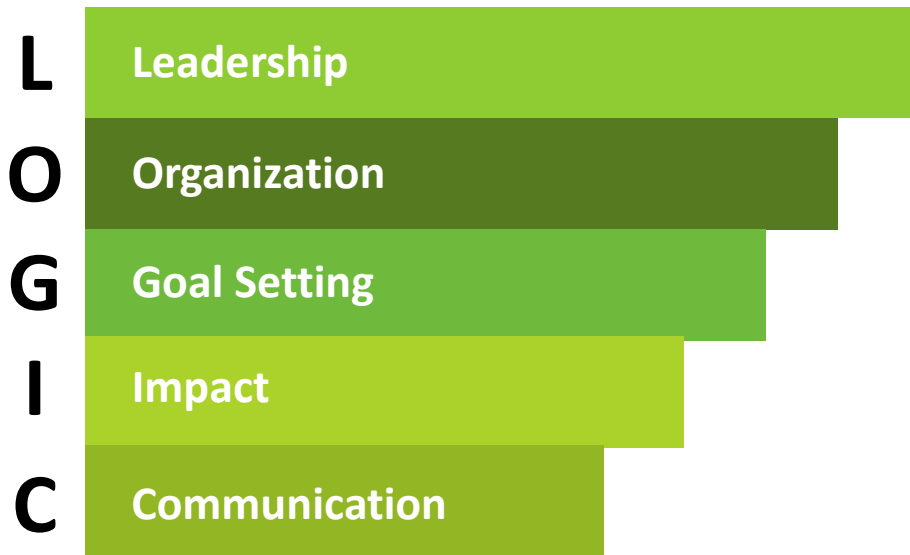 L Leadership
O Organization
G Goal Setting
I Impact
C Communication